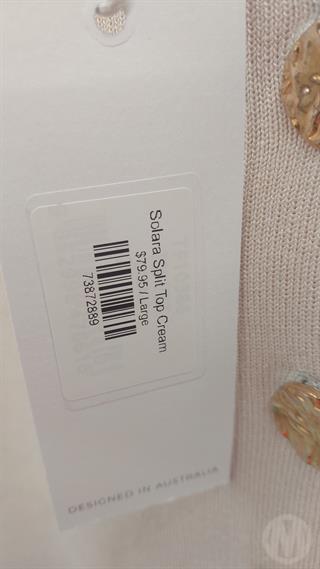 Solara Split Top Cream
$79.95 / Large
73872889
DESIGNED IN AUSTRALIA
M